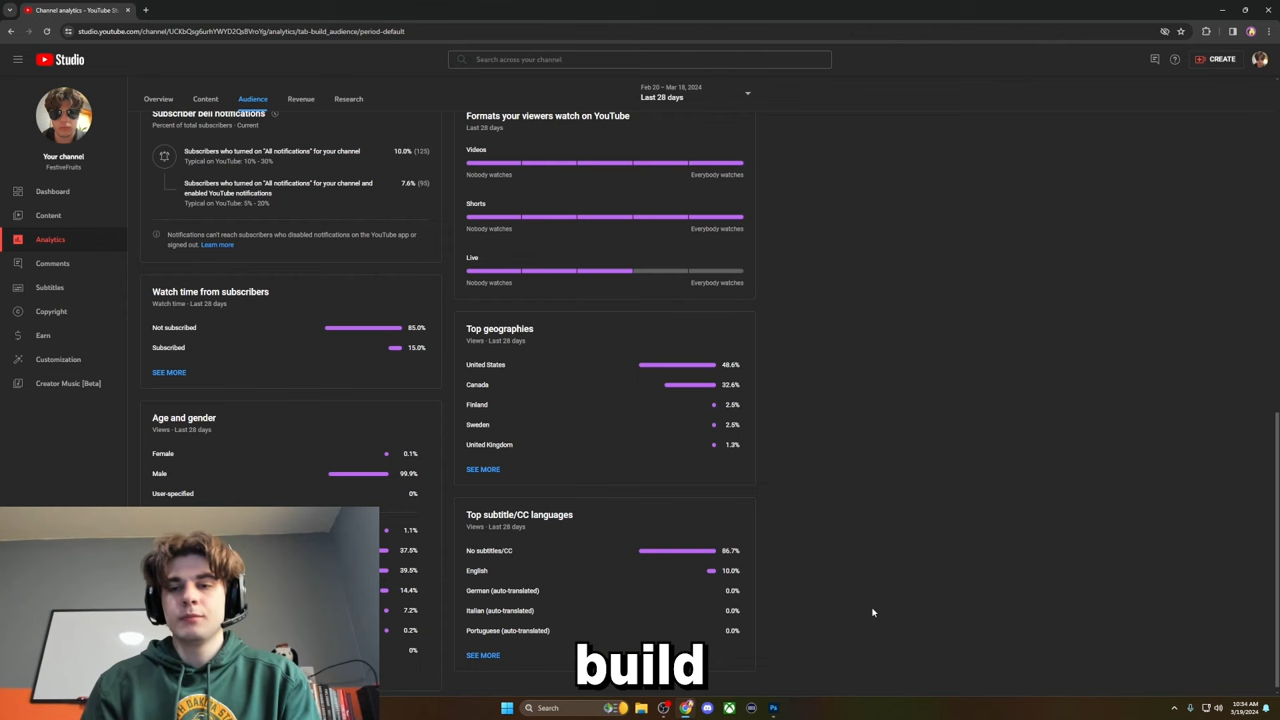 Channel analytics - YouTube St
studio.youtube.com/channel/UCKbQsg6urhYWYD2QsBVroYg/analytics/tab-build_audience/period-default
Studio
Search across your channel
CREATE
Overview
Content
Audience
Revenue
Research
Feb 20 – Mar 18, 2024
Last 28 days
Your channel
FestiveFruits
Dashboard
Content
Analytics
Comments
Subtitles
Copyright
Earn
Customization
Creator Music [Beta]
Subscriber bell notifications
Percent of total subscribers · Current
Subscribers who turned on "All notifications" for your channel 10.0% (125)
Typical on YouTube: 10% - 30%
Subscribers who turned on "All notifications" for your channel and 7.6% (95)
enabled YouTube notifications
Typical on YouTube: 5% - 20%
Notifications can't reach subscribers who disabled notifications on the YouTube app or
signed out. Learn more
Watch time from subscribers
Watch time · Last 28 days
Not subscribed 85.0%
Subscribed 15.0%
SEE MORE
Age and gender
Views · Last 28 days
Female 0.1%
Male 99.9%
User-specified 0%
1.1%
37.5%
39.5%
14.4%
7.2%
0.2%
0%
Formats your viewers watch on YouTube
Last 28 days
Videos
Nobody watches Everybody watches
Shorts
Nobody watches Everybody watches
Live
Nobody watches Everybody watches
Top geographies
Views · Last 28 days
United States 48.6%
Canada 32.6%
Finland 2.5%
Sweden 2.5%
United Kingdom 1.3%
SEE MORE
Top subtitle/CC languages
Views · Last 28 days
No subtitles/CC 86.7%
English 10.0%
German (auto-translated) 0.0%
Italian (auto-translated) 0.0%
Portuguese (auto-translated) 0.0%
SEE MORE
build
Search
10:34 AM
3/19/2024